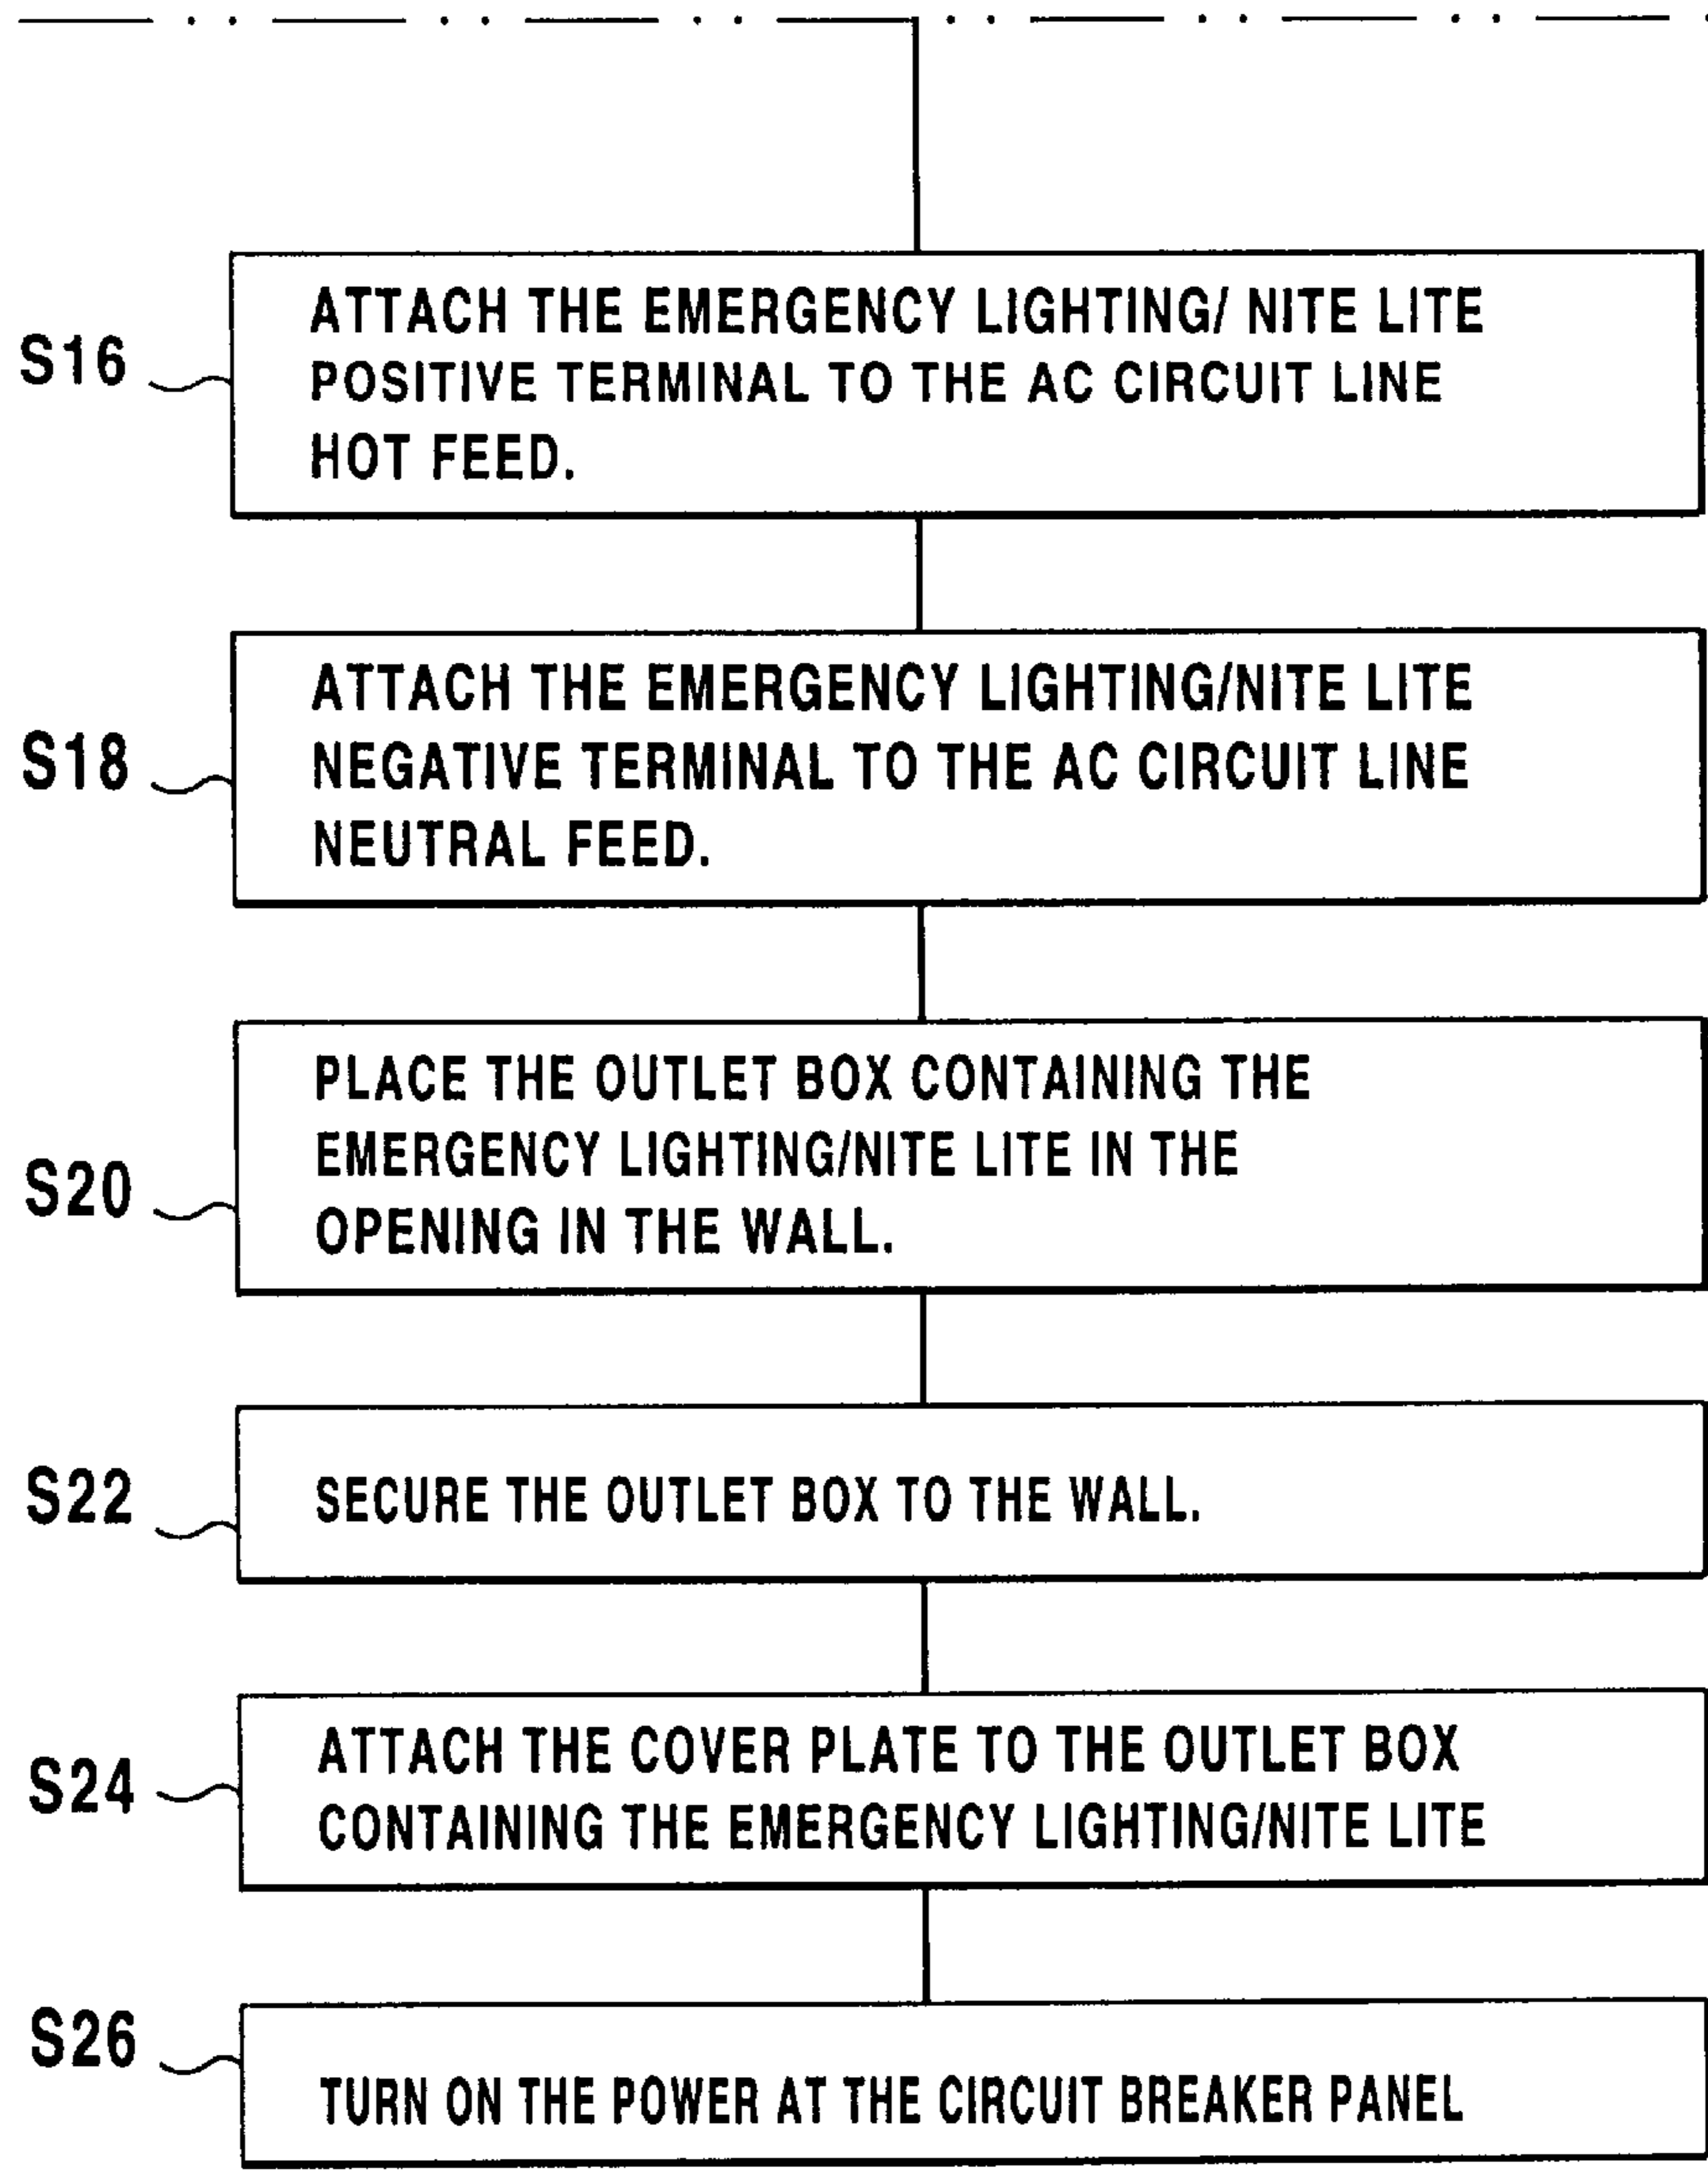 S16
ATTACH THE EMERGENCY LIGHTING/ NITE LITE
POSITIVE TERMINAL TO THE AC CIRCUIT LINE
HOT FEED.
S18
ATTACH THE EMERGENCY LIGHTING/NITE LITE
NEGATIVE TERMINAL TO THE AC CIRCUIT LINE
NEUTRAL FEED.
S20
PLACE THE OUTLET BOX CONTAINING THE
EMERGENCY LIGHTING/NITE LITE IN THE
OPENING IN THE WALL.
S22
SECURE THE OUTLET BOX TO THE WALL.
S24
ATTACH THE COVER PLATE TO THE OUTLET BOX
CONTAINING THE EMERGENCY LIGHTING/NITE LITE
S26
TURN ON THE POWER AT THE CIRCUIT BREAKER PANEL